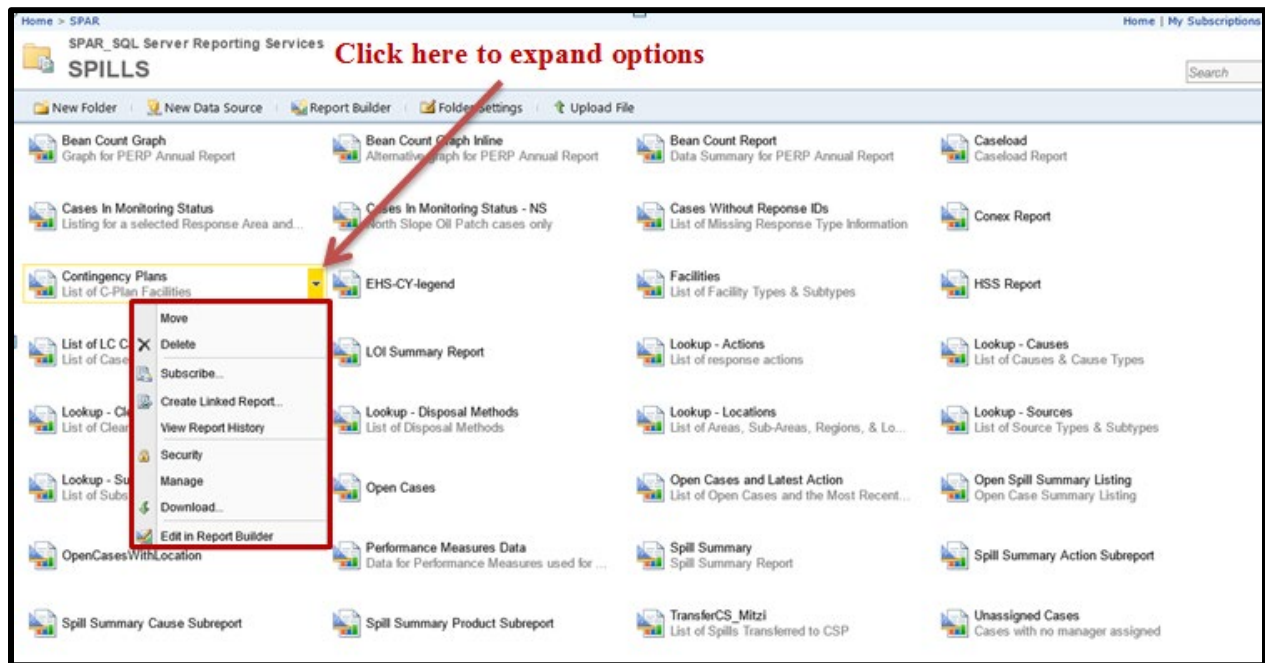 Home > SPAR
Home | My Subscriptions
SPAR_SQL Server Reporting Services
SPILLS
Click here to expand options
Search
New Folder
New Data Source
Report Builder
Folder Settings
Upload File
Bean Count Graph
Graph for PERP Annual Report
Bean Count Graph Inline
Alternative graph for PERP Annual Report
Bean Count Report
Data Summary for PERP Annual Report
Caseload
Caseload Report
Cases In Monitoring Status
Listing for a selected Response Area and...
Cases In Monitoring Status - NS
North Slope Oil Patch cases only
Cases Without Reponse IDs
List of Missing Response Type Information
Conex Report
Contingency Plans
List of C-Plan Facilities
EHS-CY-legend
Facilities
List of Facility Types & Subtypes
HSS Report
Move
Delete
Subscribe...
Create Linked Report...
View Report History
Security
Manage
Download...
Edit in Report Builder
List of LC C
List of Case
LOI Summary Report
Lookup - Actions
List of response actions
Lookup - Causes
List of Causes & Cause Types
Lookup - Cle
List of Clean
Lookup - Disposal Methods
List of Disposal Methods
Lookup - Locations
List of Areas, Sub-Areas, Regions, & Lo...
Lookup - Sources
List of Source Types & Subtypes
Lookup - Su
List of Subs
Open Cases
Open Cases and Latest Action
List of Open Cases and the Most Recent...
Open Spill Summary Listing
Open Case Summary Listing
OpenCasesWithLocation
Performance Measures Data
Data for Performance Measures used for ...
Spill Summary
Spill Summary Report
Spill Summary Action Subreport
Spill Summary Cause Subreport
Spill Summary Product Subreport
TransferCS_Mitzi
List of Spills Transferred to CSP
Unassigned Cases
Cases with no manager assigned